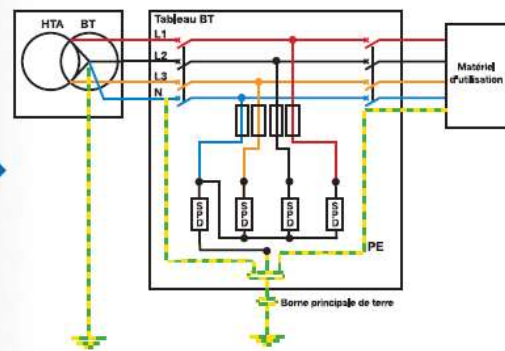 HTA BT
Tableau BT
L1
L2
L3
N
Matériel
d'utilisation
SPD
SPD
SPD
SPD
PE
Borne principale de terre